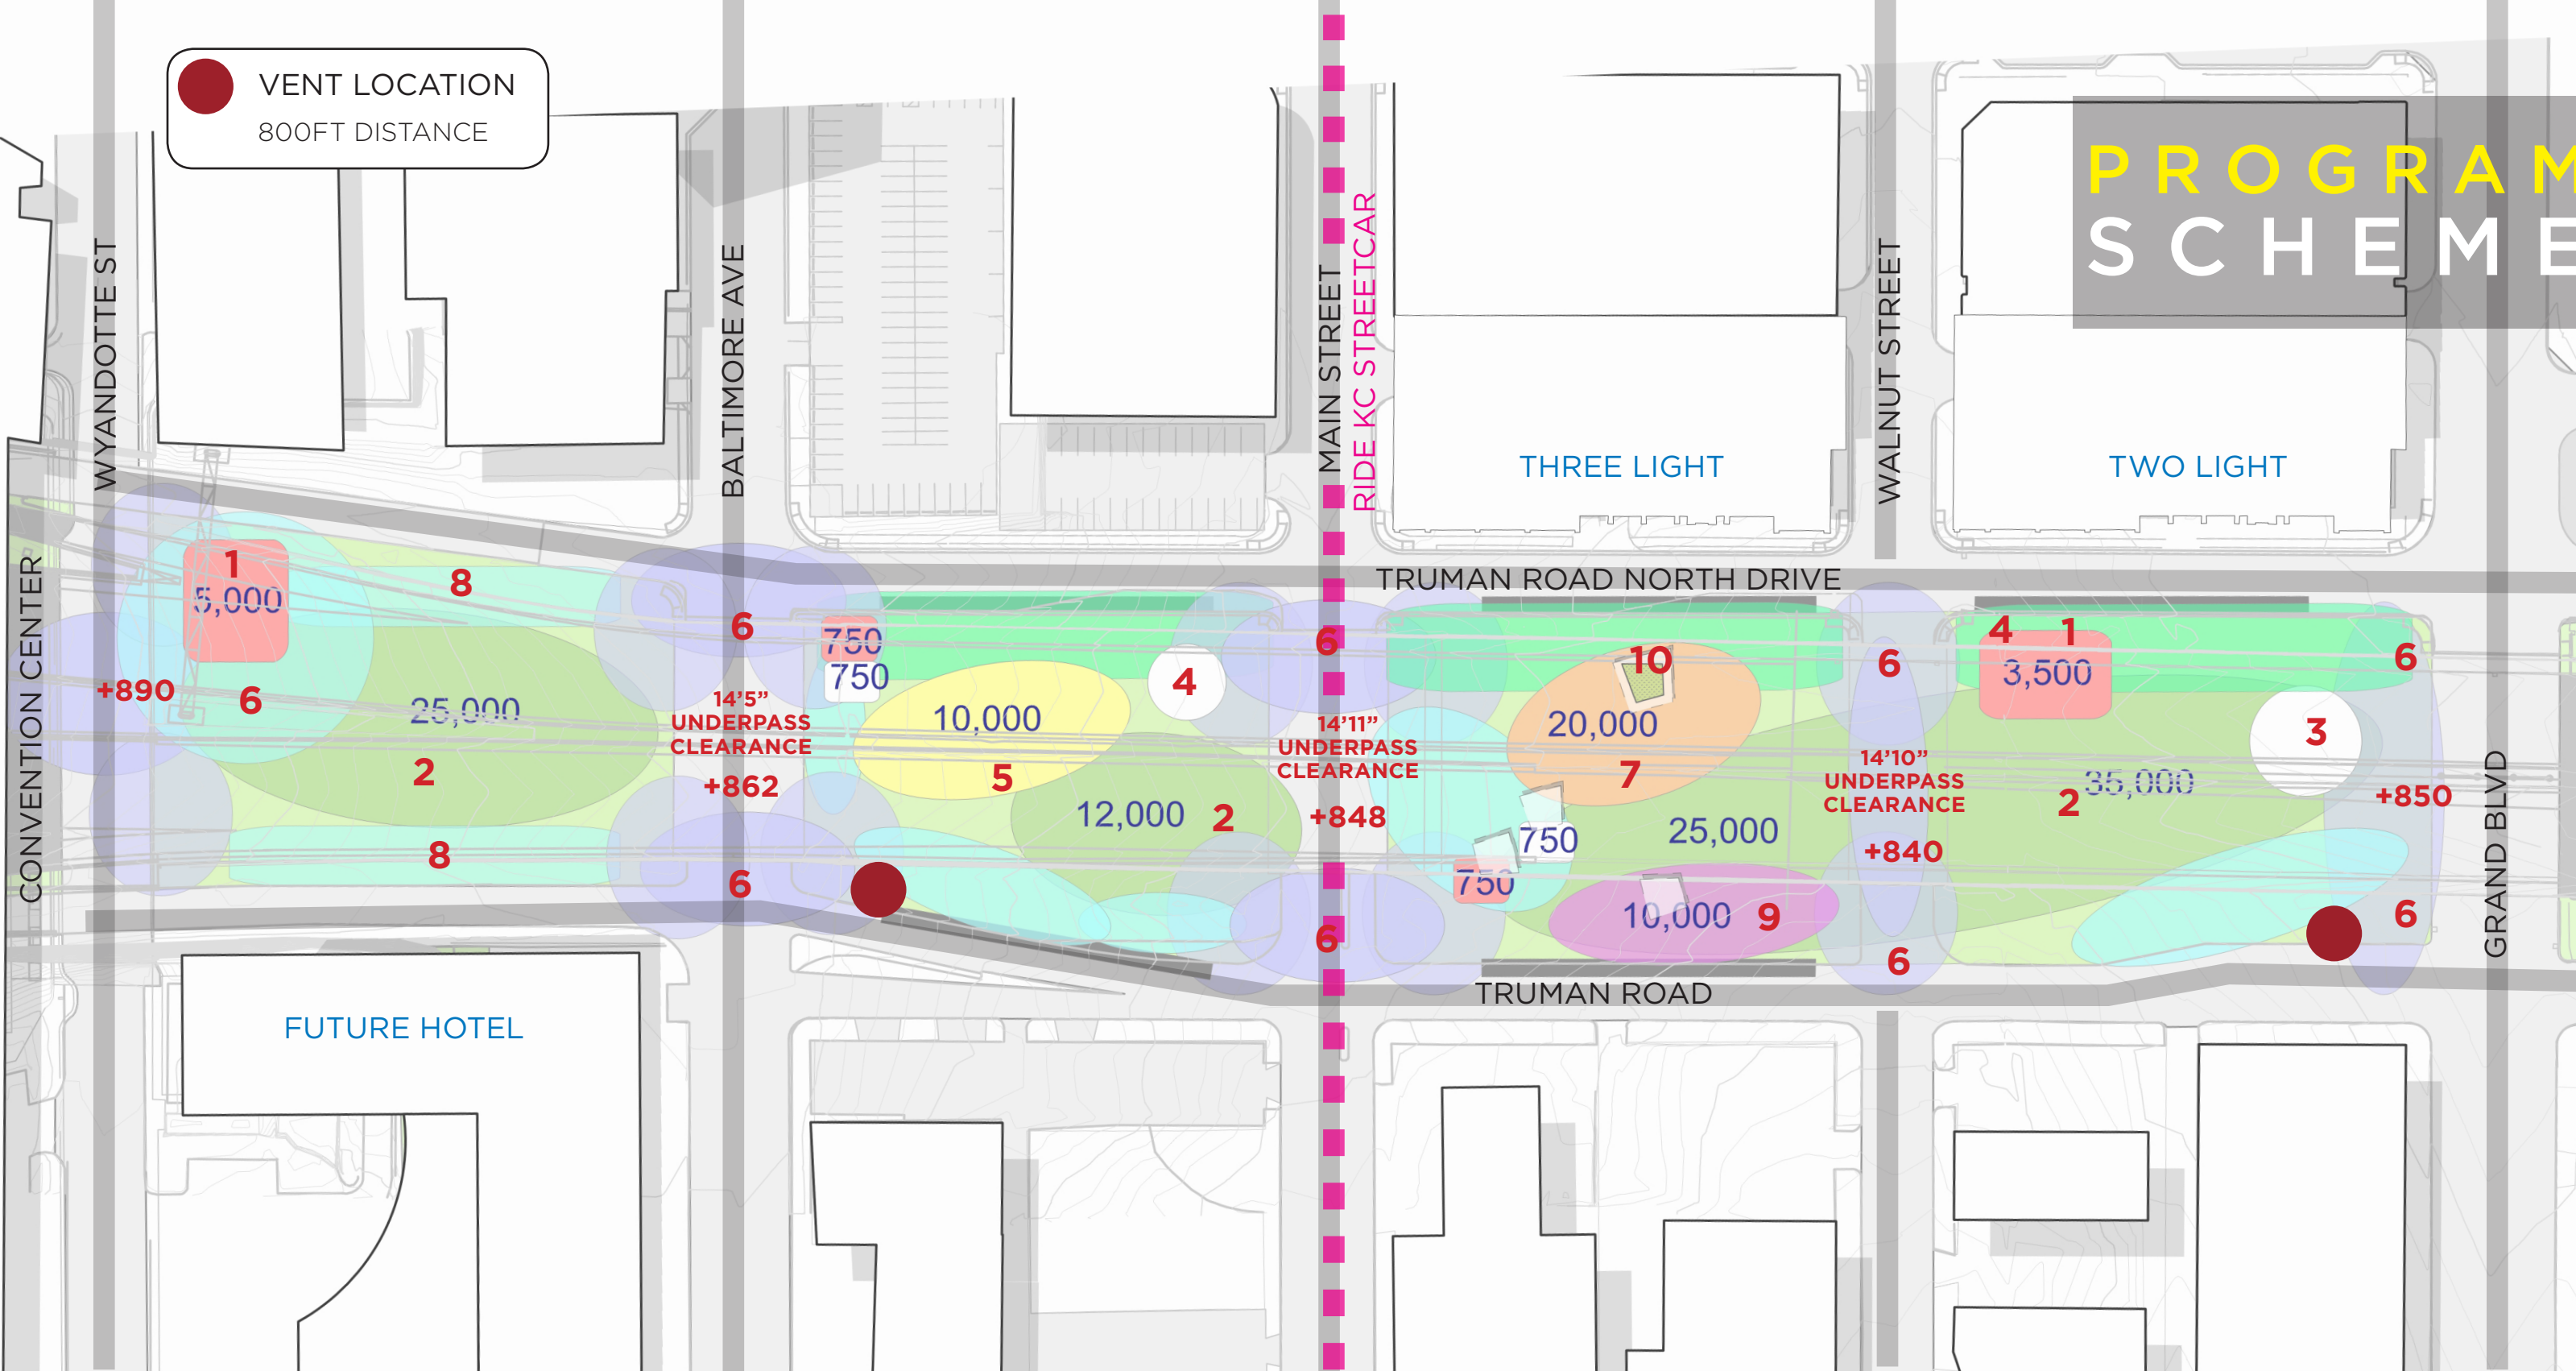 VENT LOCATION
800FT DISTANCE
PROGRAM
SCHEME
WYANDOTTE ST
BALTIMORE AVE
MAIN STREET
RIDE KC STREETCAR
WALNUT STREET
THREE LIGHT
TWO LIGHT
CONVENTION CENTER
TRUMAN ROAD NORTH DRIVE
1
5,000
8
6
+890
6
25,000
2
8
14'5"
UNDERPASS
CLEARANCE
+862
6
750
750
10,000
5
4
12,000
2
6
14'11"
UNDERPASS
CLEARANCE
+848
6
10
20,000
7
750
25,000
750
10,000
9
6
14'10"
UNDERPASS
CLEARANCE
+840
6
4
1
3,500
6
3
35,000
2
+850
6
GRAND BLVD
TRUMAN ROAD
FUTURE HOTEL